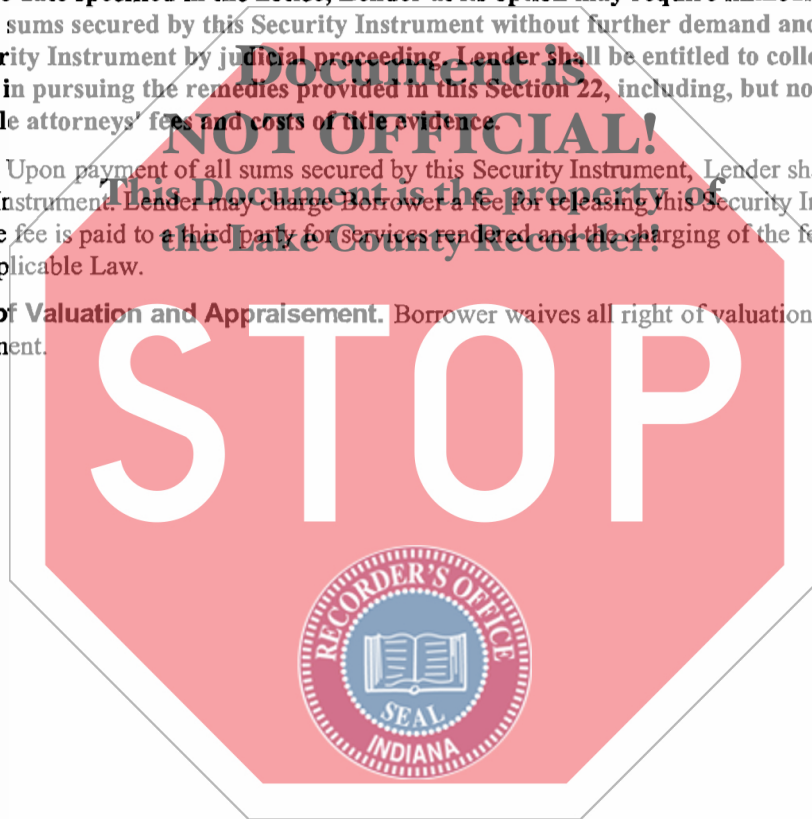 sums secured by this Security Instrument without further demand and
rity Instrument by judicial proceeding. Lender shall be entitled to colle
in pursuing the remedies provided in this Section 22, including, but no
le attorneys' fees and costs of title evidence.
Document is
NOT OFFICIAL!
This Document is the property of
the Lake County Recorder!
Upon payment of all sums secured by this Security Instrument, Lender sh
nstrument. Lender may charge Borrower a fee for releasing this Security I
e fee is paid to a third party for services rendered and the charging of the fe
plicable Law.
of Valuation and Appraisement. Borrower waives all right of valuation
nent.
STOP
RECORDER'S OFFICE
SEAL
INDIANA